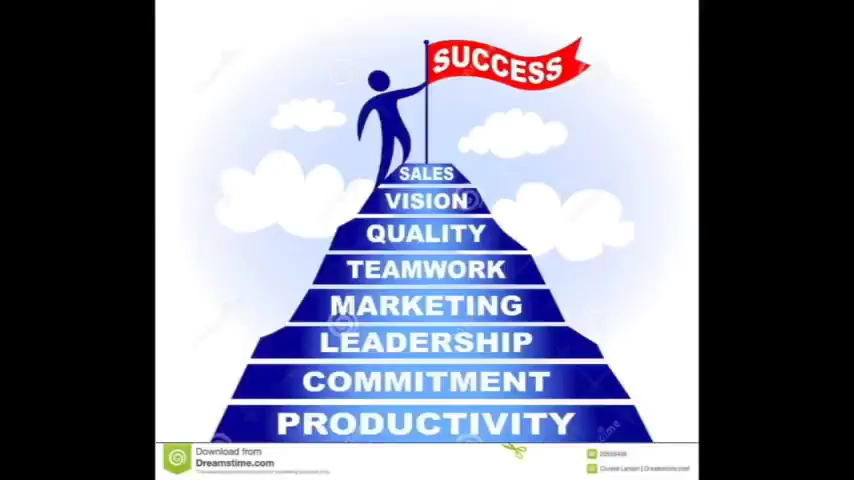 SUCCESS
SALES
VISION
QUALITY
TEAMWORK
MARKETING
LEADERSHIP
COMMITMENT
PRODUCTIVITY
Download from
Dreamstime.com